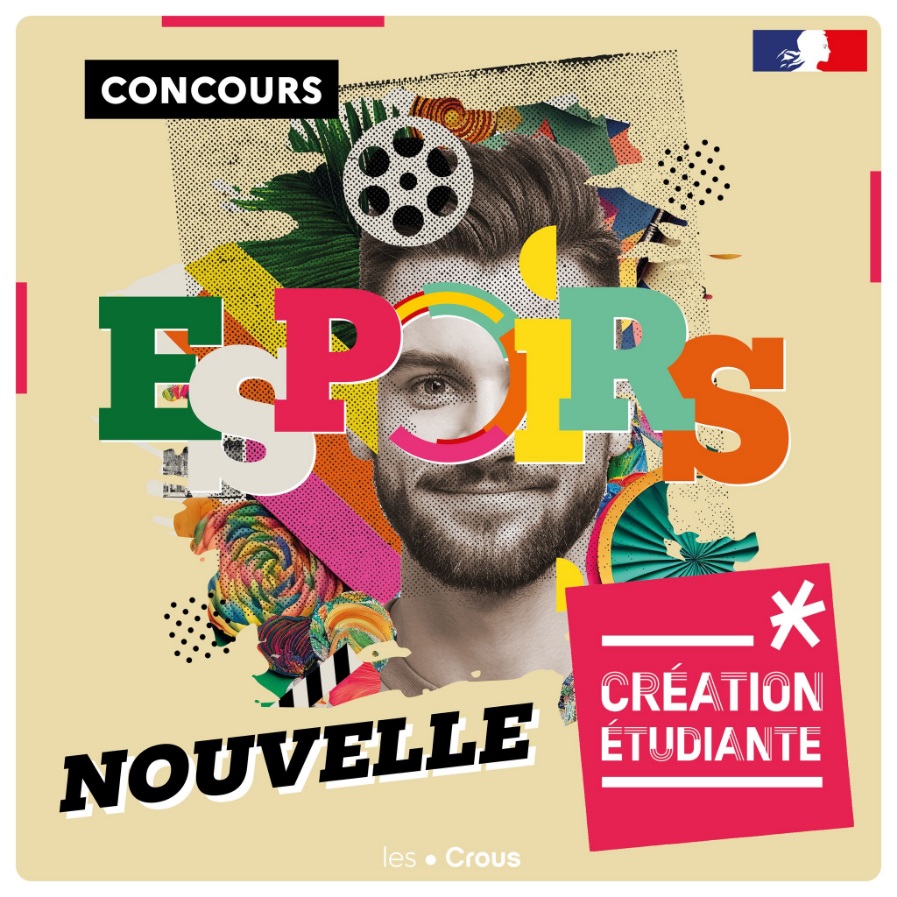 CONCOURS
ESPOiRS
CRÉATION
ÉTUDIANTE
NOUVELLE
les • Crous